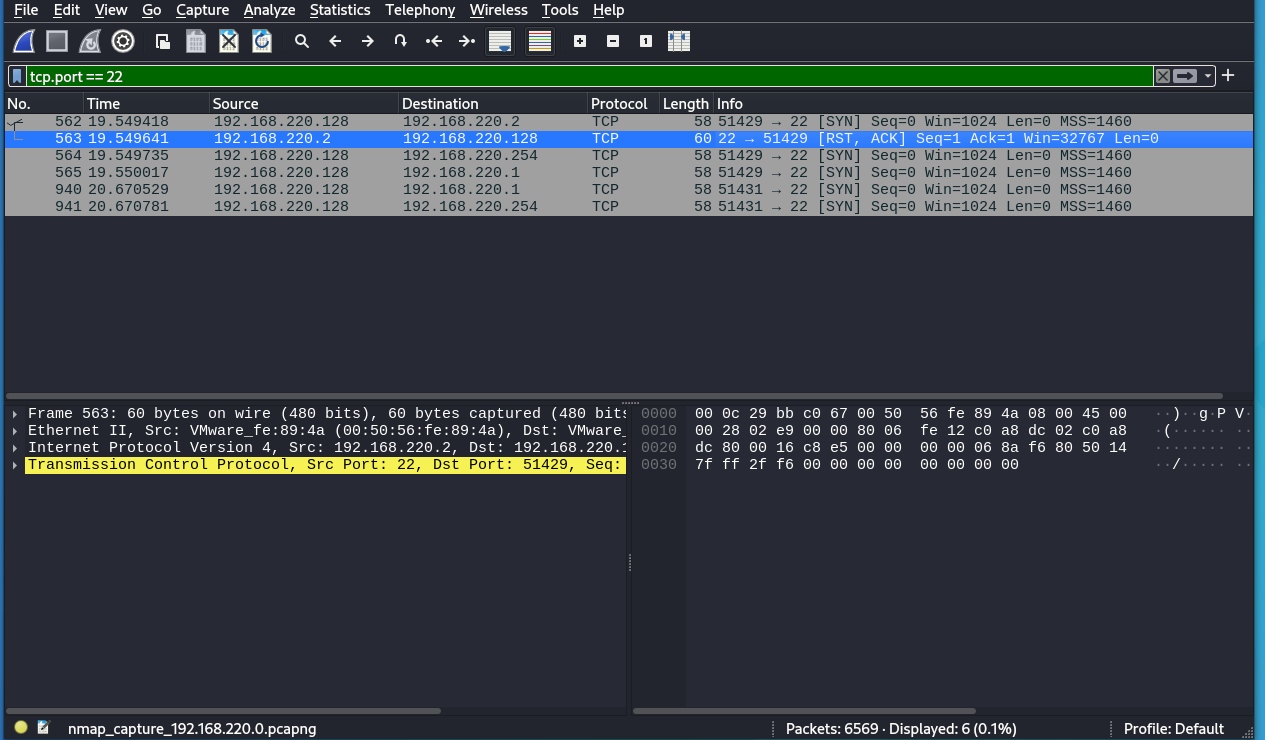 File Edit View Go Capture Analyze Statistics Telephony Wireless Tools Help
tcp.port == 22
No. Time Source Destination Protocol Length Info
562 19.549418 192.168.220.128 192.168.220.2 TCP 58 51429 → 22 [SYN] Seq=0 Win=1024 Len=0 MSS=1460
563 19.549641 192.168.220.2 192.168.220.128 TCP 60 22 → 51429 [RST, ACK] Seq=1 Ack=1 Win=32767 Len=0
564 19.549735 192.168.220.128 192.168.220.254 TCP 58 51429 → 22 [SYN] Seq=0 Win=1024 Len=0 MSS=1460
565 19.550017 192.168.220.128 192.168.220.1 TCP 58 51429 → 22 [SYN] Seq=0 Win=1024 Len=0 MSS=1460
940 20.670529 192.168.220.128 192.168.220.1 TCP 58 51431 → 22 [SYN] Seq=0 Win=1024 Len=0 MSS=1460
941 20.670781 192.168.220.128 192.168.220.254 TCP 58 51431 → 22 [SYN] Seq=0 Win=1024 Len=0 MSS=1460
Frame 563: 60 bytes on wire (480 bits), 60 bytes captured (480 bits
Ethernet II, Src: VMware_fe:89:4a (00:50:56:fe:89:4a), Dst: VMware_
Internet Protocol Version 4, Src: 192.168.220.2, Dst: 192.168.220.1
Transmission Control Protocol, Src Port: 22, Dst Port: 51429, Seq:
0000 00 0c 29 bb c0 67 00 50 56 fe 89 4a 08 00 45 00 ··)··g·P V·
0010 00 28 02 e9 00 00 80 06 fe 12 c0 a8 dc 02 c0 a8 ·(······ ··
0020 dc 80 00 16 c8 e5 00 00 00 00 06 8a f6 80 50 14 ········ ··
0030 7f ff 2f f6 00 00 00 00 00 00 00 00 ··/····· ··
nmap_capture_192.168.220.0.pcapng Packets: 6569 · Displayed: 6 (0.1%) Profile: Default